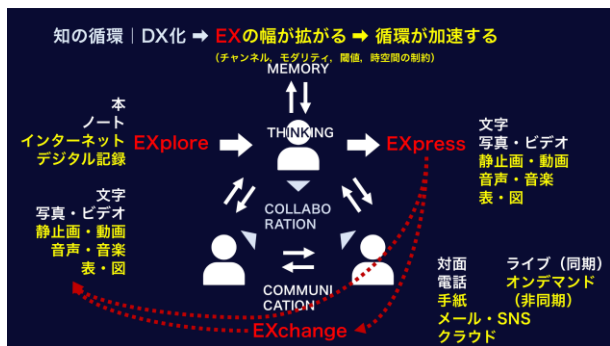 知の循環｜DX化 ➡ EXの幅が拡がる ➡ 循環が加速する
（チャンネル，モダリティ，閾値，時空間の制約）
MEMORY
本
ノート
インターネット
デジタル記録
EXplore
THINKING
EXpress
文字
写真・ビデオ
静止画・動画
音声・音楽
表・図
文字
写真・ビデオ
静止画・動画
音声・音楽
表・図
COLLABO
RATION
COMMUNI
CATION
EXchange
対面
電話
手紙
メール・SNS
クラウド
ライブ（同期）
オンデマンド
（非同期）